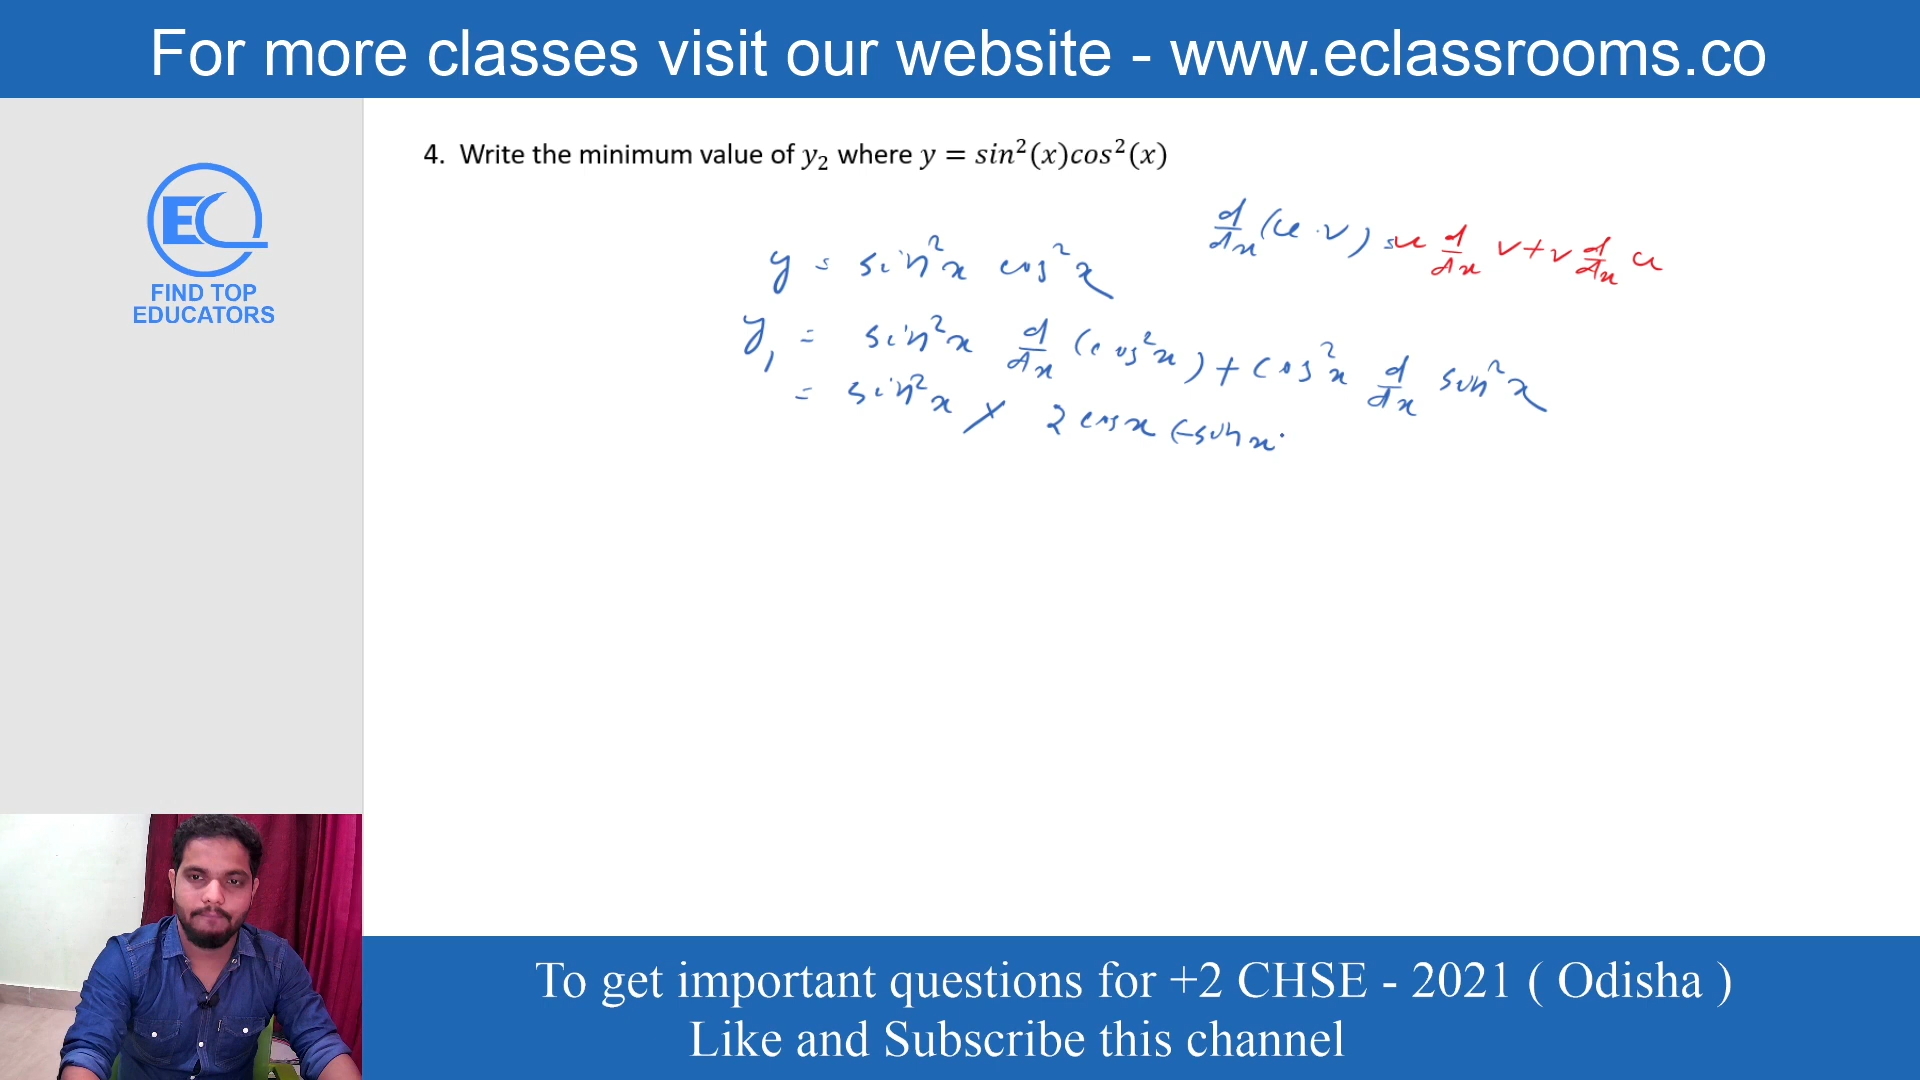 For more classes visit our website - www.eclassrooms.co
EC
FIND TOP
EDUCATORS
4. Write the minimum value of y₂ where y = sin²(x)cos²(x)
d/dx (u·v) = u d/dx v + v d/dx u
y = sin²x cos²x
y₁ = sin²x d/dx (cos²x) + cos²x d/dx sin²x
= sin²x × 2 cosx (-sinx
To get important questions for +2 CHSE - 2021 ( Odisha )
Like and Subscribe this channel